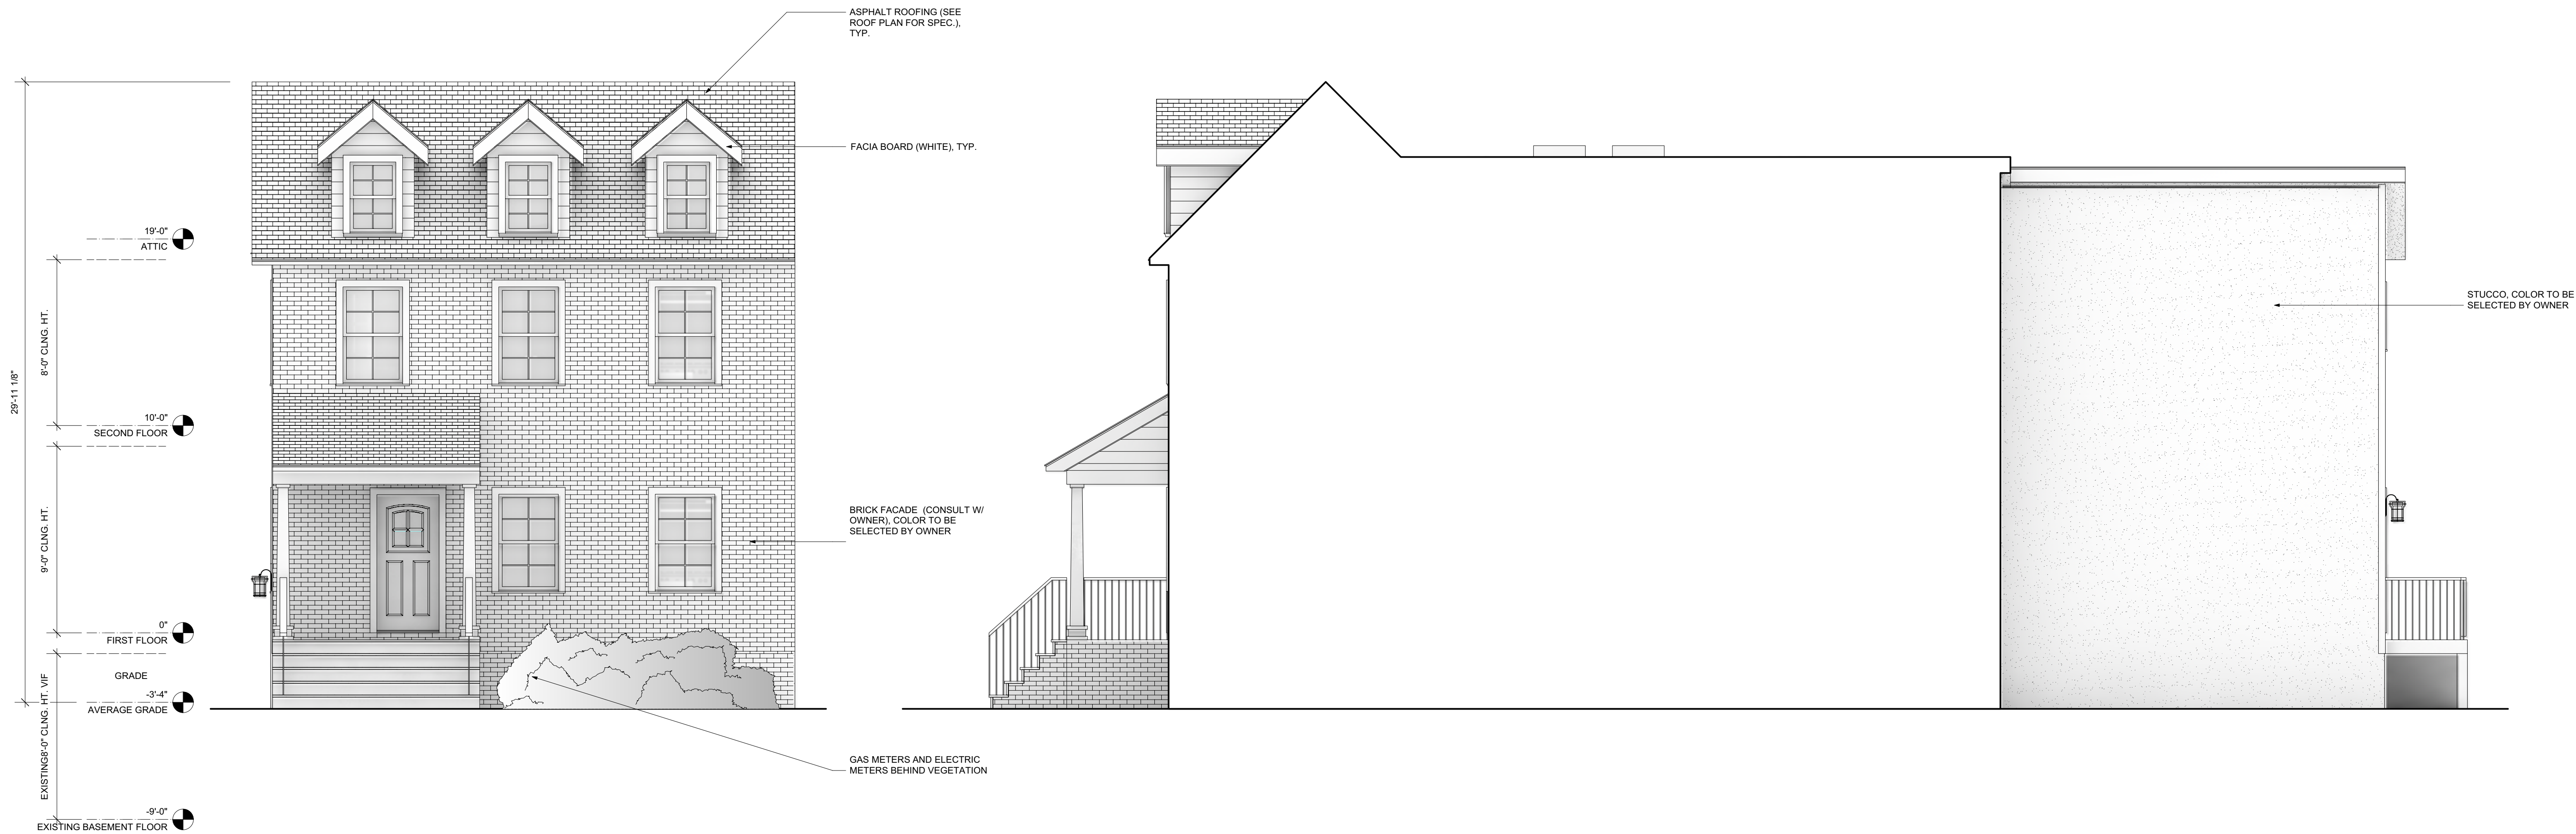 ASPHALT ROOFING (SEE
ROOF PLAN FOR SPEC.),
TYP.
FACIA BOARD (WHITE), TYP.
19'-0"
ATTIC
8'-0" CLNG. HT.
29'-11 1/8"
10'-0"
SECOND FLOOR
9'-0" CLNG. HT.
BRICK FACADE (CONSULT W/
OWNER), COLOR TO BE
SELECTED BY OWNER
STUCCO, COLOR TO BE
SELECTED BY OWNER
0"
FIRST FLOOR
GRADE
-3'-4"
AVERAGE GRADE
EXISTING8'-0" CLNG. HT. VIF
GAS METERS AND ELECTRIC
METERS BEHIND VEGETATION
-9'-0"
EXISTING BASEMENT FLOOR